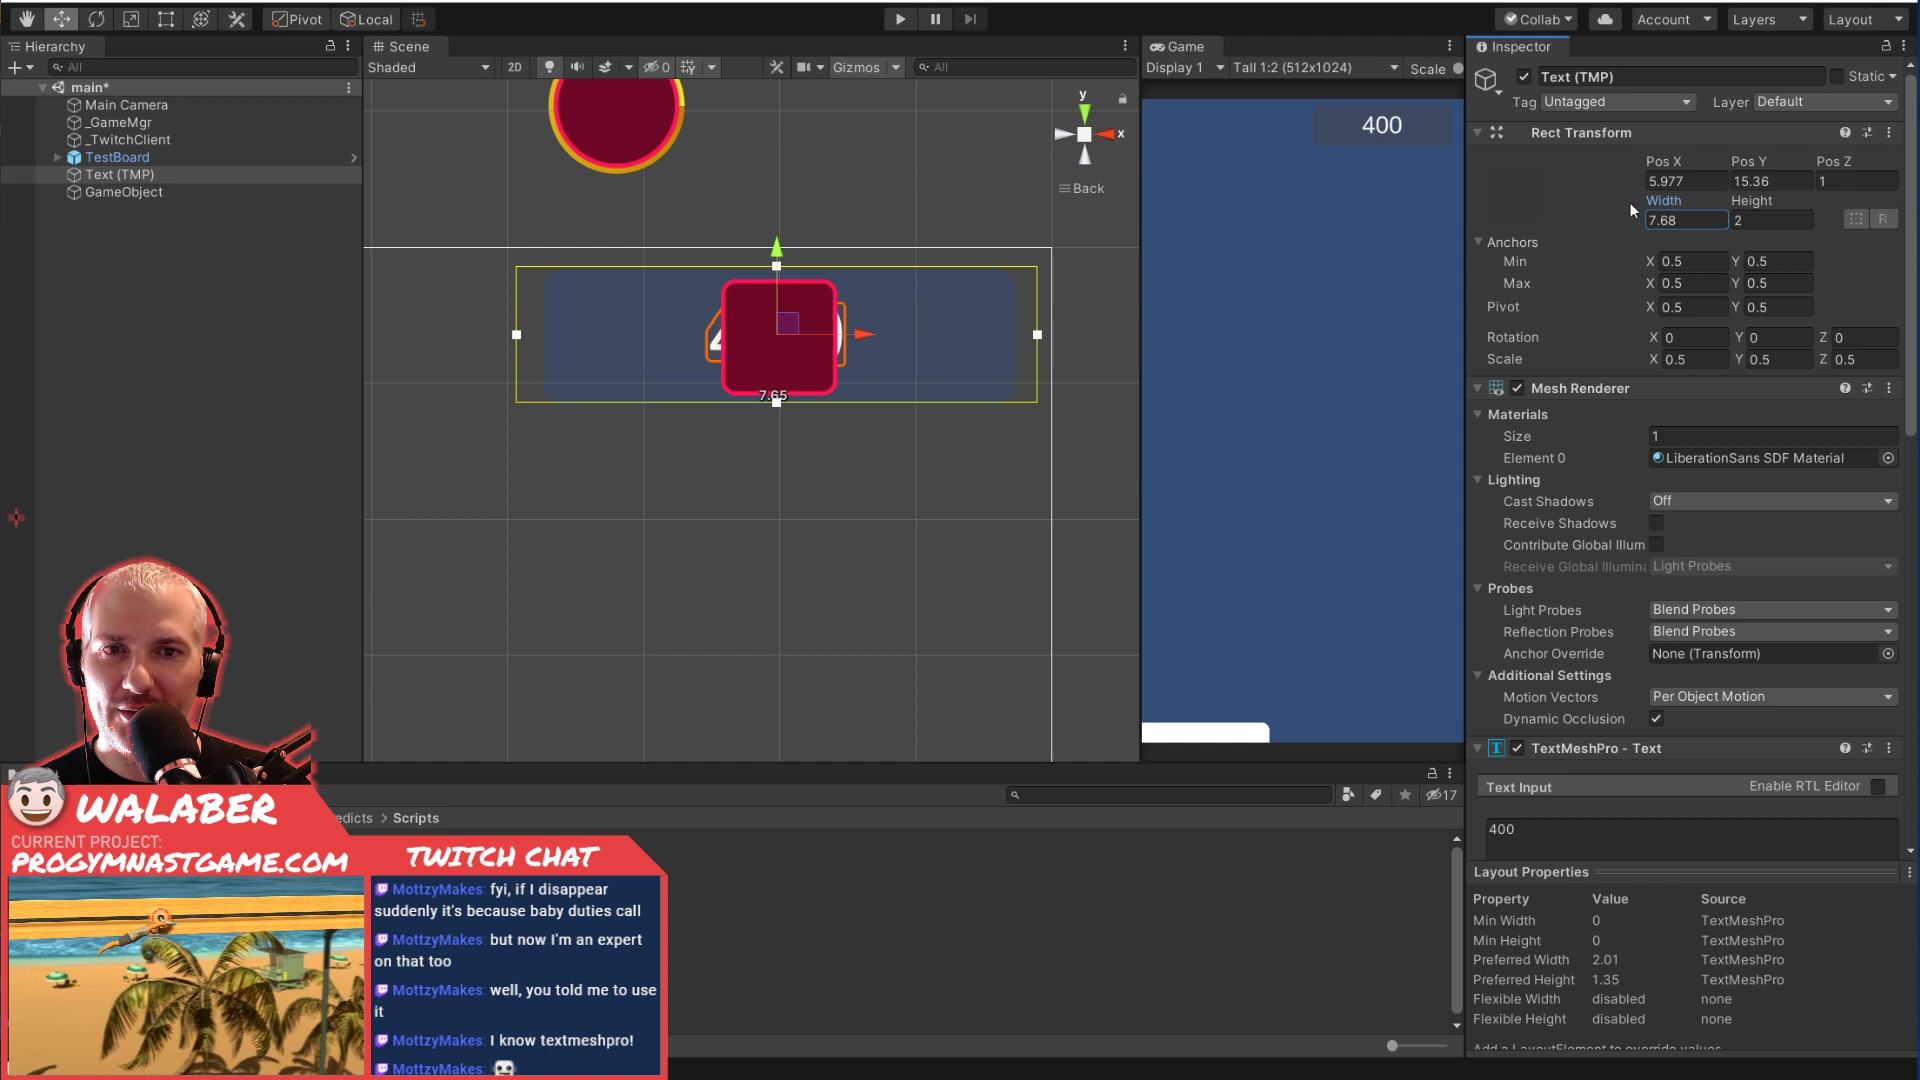 Pivot
Local
Collab
Account
Layers
Layout
Hierarchy
All
main*
Main Camera
_GameMgr
_TwitchClient
TestBoard
Text (TMP)
GameObject
Scene
Shaded
2D
0
Gizmos
All
y
x
Back
7.65
Game
Display 1
Tall 1:2 (512x1024)
Scale
400
Inspector
Text (TMP)
Static
Tag
Untagged
Layer
Default
Rect Transform
Pos X
Pos Y
Pos Z
5.977
15.36
1
Width
Height
7.68
2
R
Anchors
Min
X 0.5
Y 0.5
Max
X 0.5
Y 0.5
Pivot
X 0.5
Y 0.5
Rotation
X 0
Y 0
Z 0
Scale
X 0.5
Y 0.5
Z 0.5
Mesh Renderer
Materials
Size
1
Element 0
LiberationSans SDF Material
Lighting
Cast Shadows
Off
Receive Shadows
Contribute Global Illum
Receive Global Illumina
Light Probes
Probes
Light Probes
Blend Probes
Reflection Probes
Blend Probes
Anchor Override
None (Transform)
Additional Settings
Motion Vectors
Per Object Motion
Dynamic Occlusion
TextMeshPro - Text
Text Input
Enable RTL Editor
400
Layout Properties
Property
Value
Source
Min Width
0
TextMeshPro
Min Height
0
TextMeshPro
Preferred Width
2.01
TextMeshPro
Preferred Height
1.35
TextMeshPro
Flexible Width
disabled
none
Flexible Height
disabled
none
Add a LayoutElement to override values
17
edicts > Scripts
WALABER
CURRENT PROJECT:
PROGYMNASTGAME.COM
TWITCH CHAT
MottzyMakes: fyi, if I disappear
suddenly it's because baby duties call
MottzyMakes: but now I'm an expert
on that too
MottzyMakes: well, you told me to use
it
MottzyMakes: I know textmeshpro!
MottzyMakes: